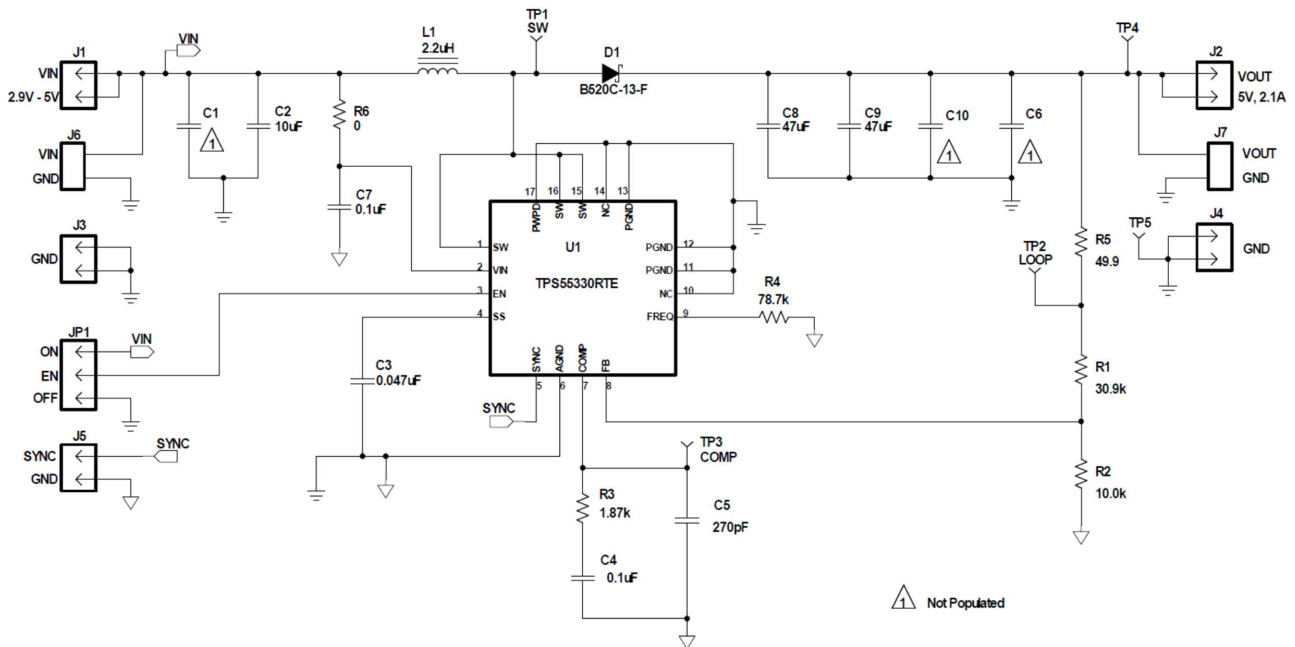 TP1
SW
VIN
L1
2.2uH
D1
B520C-13-F
TP4
J1
VIN
2.9V - 5V
J2
VOUT
5V, 2.1A
C1
1
C2
10uF
R6
0
C8
47uF
C9
47uF
C10
1
C6
1
J6
VIN
GND
J7
VOUT
GND
C7
0.1uF
17 16 15 14 13
PWPD
SW
SW
NC
PGND
U1
TPS55330RTE
1 SW
2 VIN
3 EN
4 SS
PGND 12
PGND 11
NC 10
FREQ 9
SYNC
AGND
COMP
FB
5 6 7 8
J3
GND
R4
78.7k
TP2
LOOP
R5
49.9
TP5
J4
GND
JP1
ON
EN
OFF
VIN
C3
0.047uF
R1
30.9k
SYNC
J5
SYNC
GND
SYNC
TP3
COMP
R2
10.0k
R3
1.87k
C5
270pF
C4
0.1uF
1 Not Populated